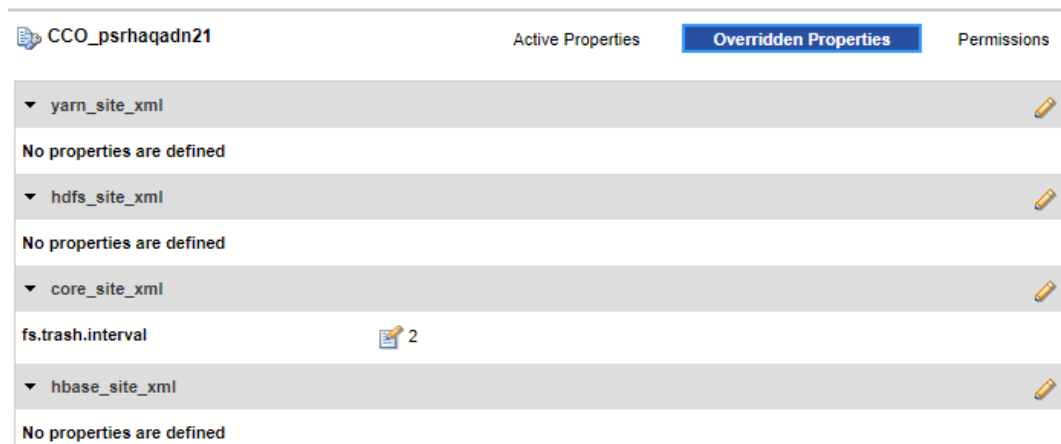 CCO_psrhaqadn21 Active Properties Overridden Properties Permissions
yarn_site_xml
No properties are defined
hdfs_site_xml
No properties are defined
core_site_xml
fs.trash.interval 2
hbase_site_xml
No properties are defined